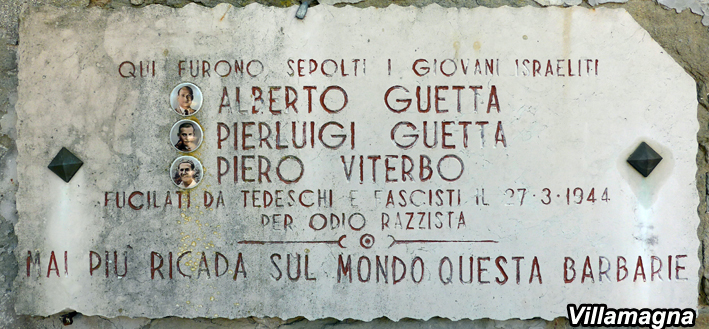 QUI FURONO SEPOLTI I GIOVANI ISRAELITI
ALBERTO GUETTA
PIERLUIGI GUETTA
PIERO VITERBO
FUCILATI DA TEDESCHI E FASCISTI IL 27-3-1944
PER ODIO RAZZISTA
MAI PIÙ RICADA SUL MONDO QUESTA BARBARIE
Villamagna